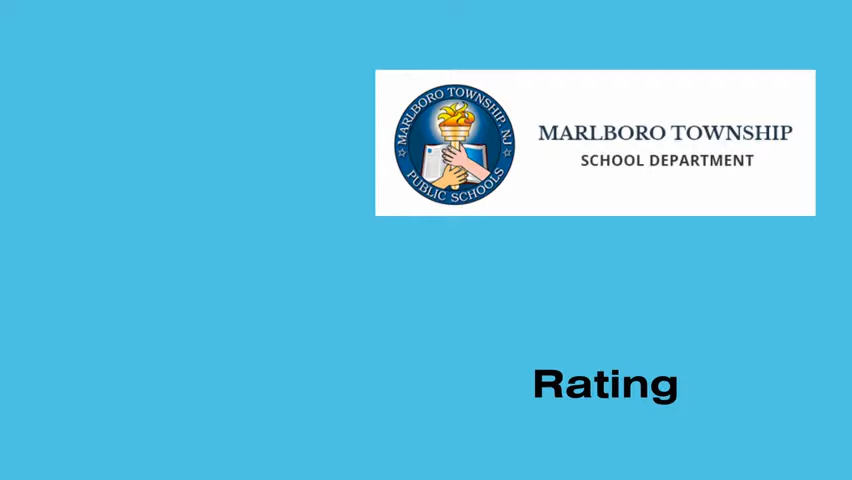 MARLBORO TOWNSHIP, NJ
PUBLIC SCHOOLS
MARLBORO TOWNSHIP
SCHOOL DEPARTMENT
Rating